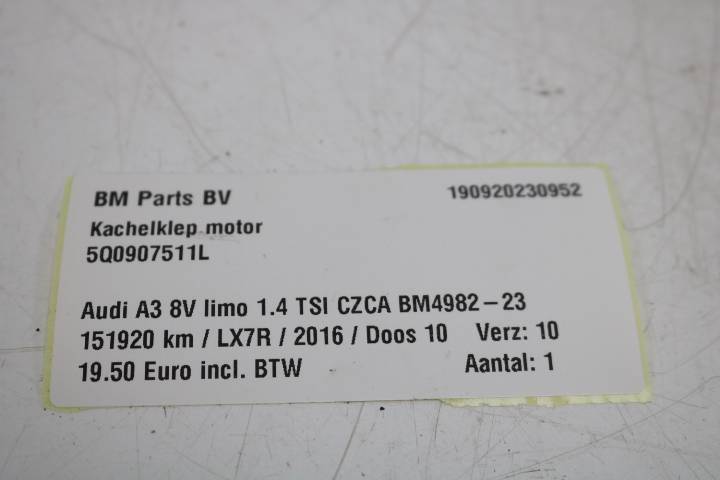 BM Parts BV 190920230952
Kachelklep motor
5Q0907511L
Audi A3 8V limo 1.4 TSI CZCA BM4982-23
151920 km / LX7R / 2016 / Doos 10 Verz: 10
19.50 Euro incl. BTW Aantal: 1